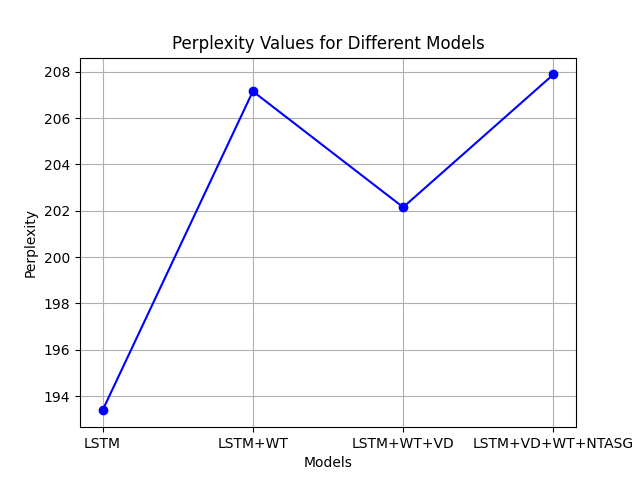 Perplexity Values for Different Models
208
206
204
202
200
198
196
194
Perplexity
LSTM
LSTM+WT
LSTM+WT+VD
LSTM+VD+WT+NTASG
Models